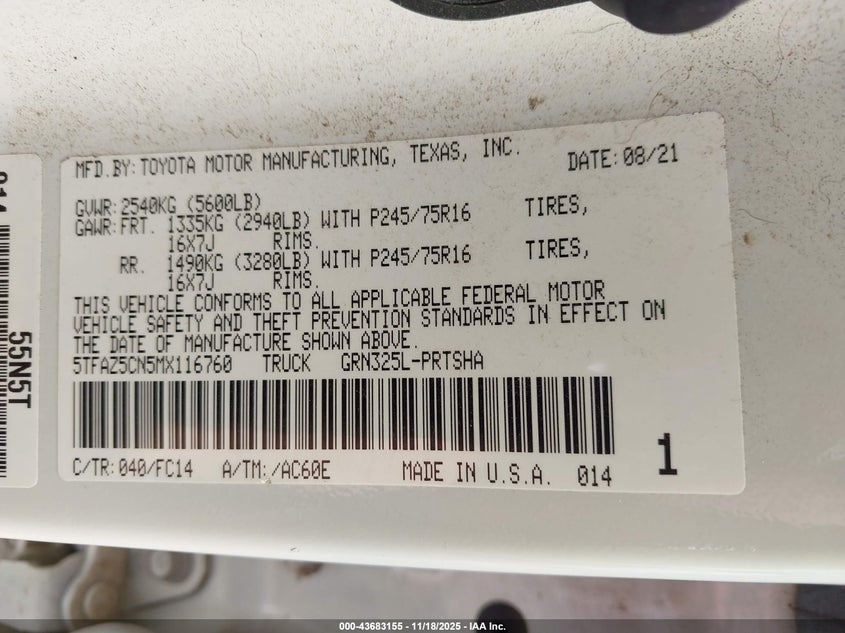 MFD.BY:TOYOTA MOTOR MANUFACTURING, TEXAS, INC. DATE:08/21
GVWR:2540KG (5600LB)
GAWR:FRT. 1335KG (2940LB) WITH P245/75R16 TIRES,
16X7J RIMS.
RR. 1490KG (3280LB) WITH P245/75R16 TIRES,
16X7J RIMS.
THIS VEHICLE CONFORMS TO ALL APPLICABLE FEDERAL MOTOR
VEHICLE SAFETY AND THEFT PREVENTION STANDARDS IN EFFECT ON
THE DATE OF MANUFACTURE SHOWN ABOVE.
5TFAZ5CN5MX116760 TRUCK GRN325L-PRTSHA
C/TR:040/FC14 A/TM:/AC60E MADE IN U.S.A. 014
1
55N5T
000-43683155 - 11/18/2025 - IAA Inc.